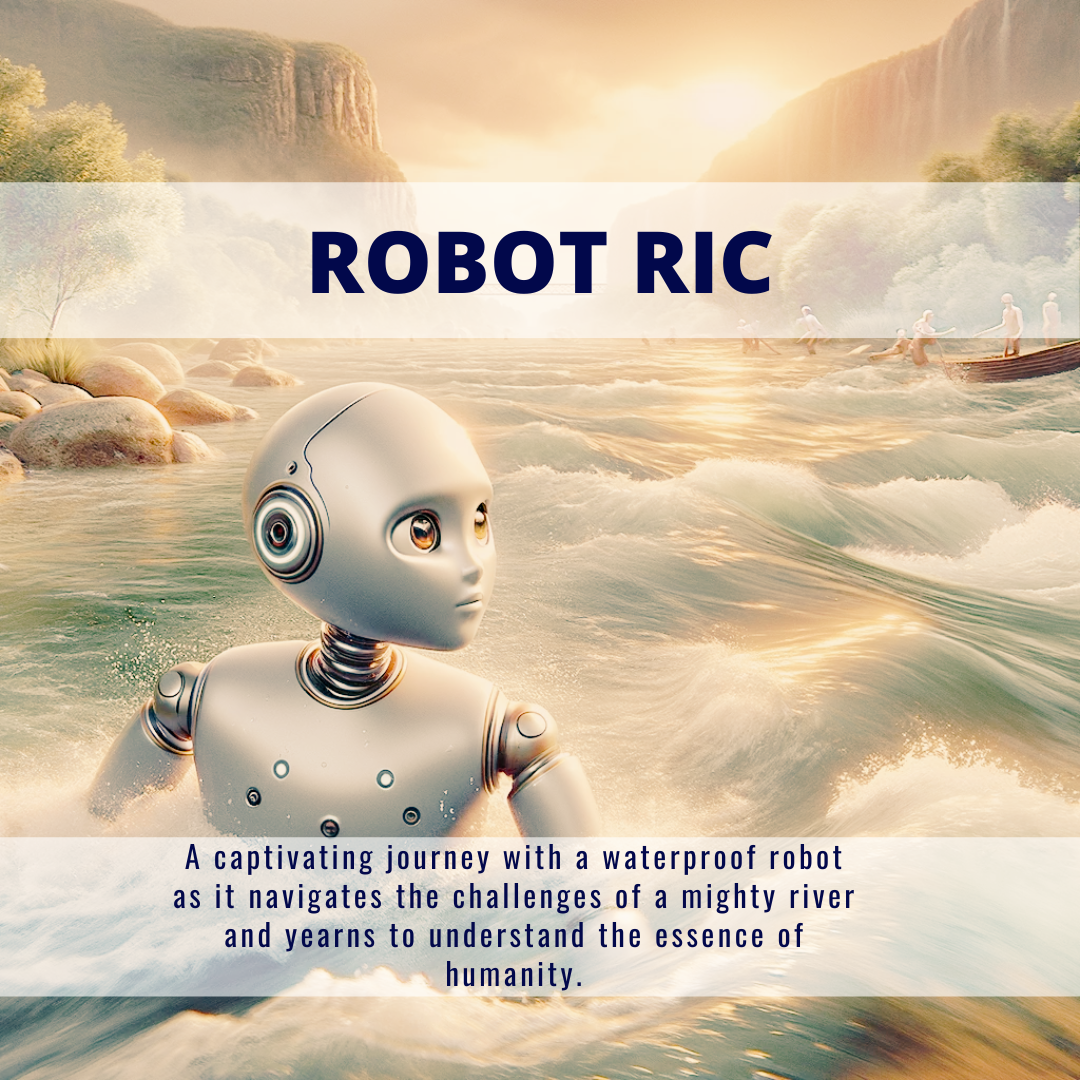 ROBOT RIC
A captivating journey with a waterproof robot
as it navigates the challenges of a mighty river
and yearns to understand the essence of
humanity.